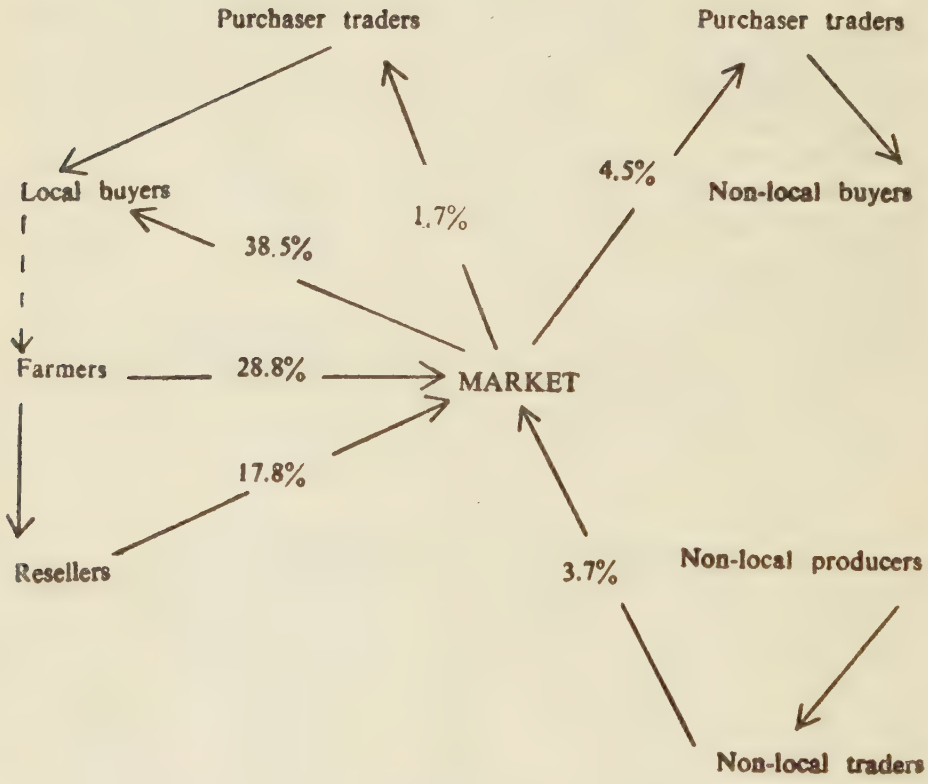 Purchaser traders
Purchaser traders
Local buyers
4.5%
Non-local buyers
1.7%
38.5%
Farmers
28.8%
MARKET
17.8%
Resellers
3.7%
Non-local producers
Non-local traders